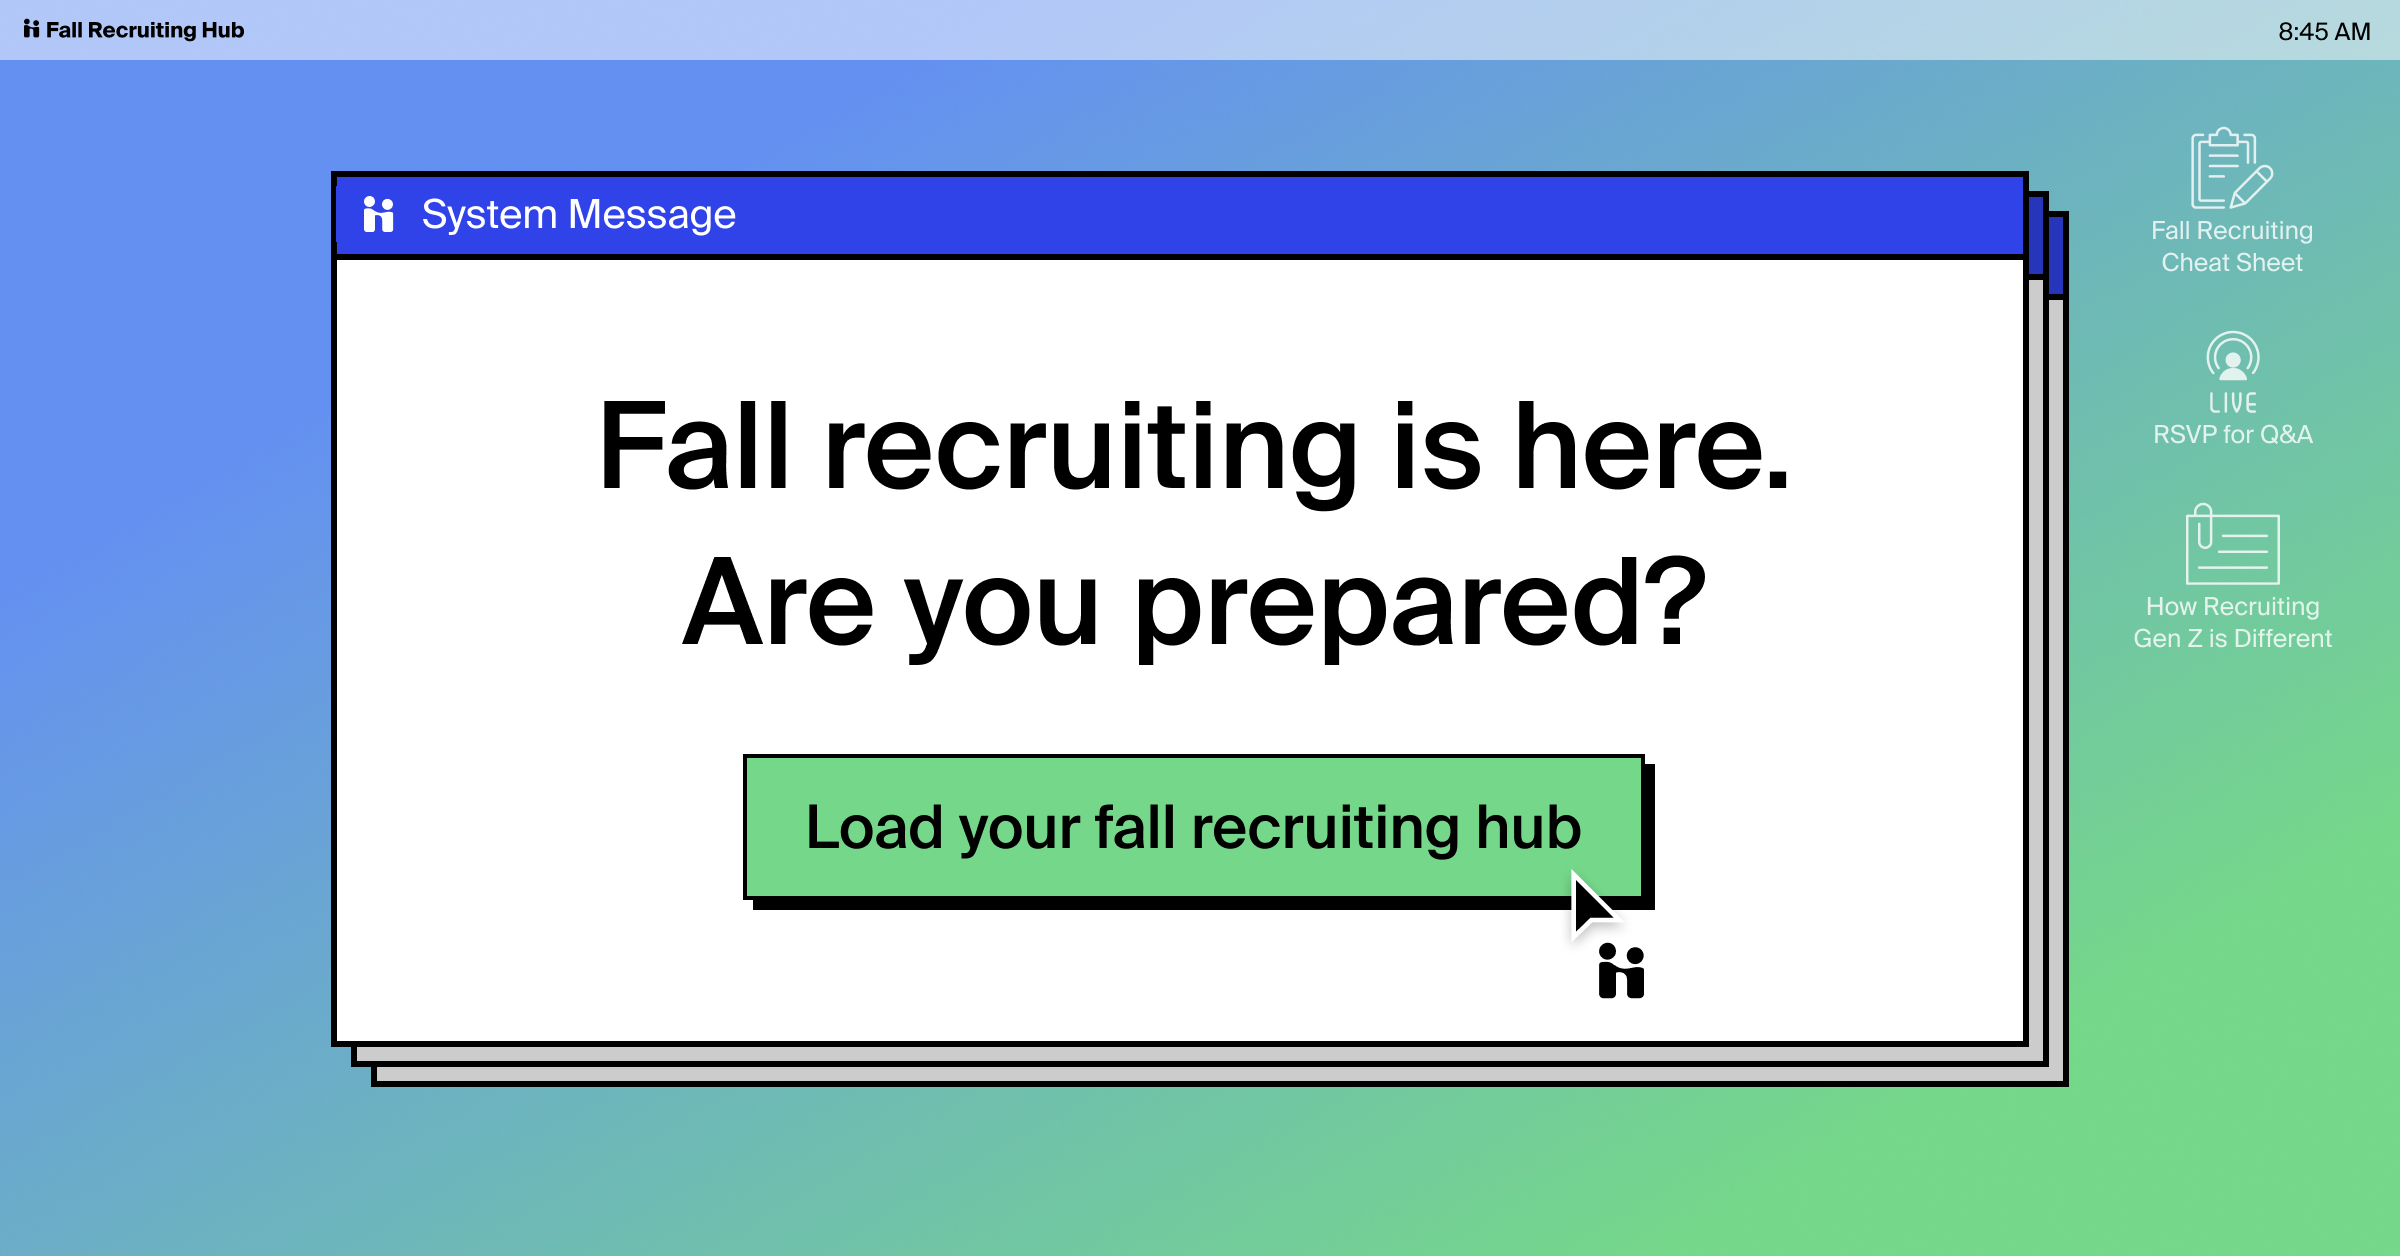 Fall Recruiting Hub
8:45 AM
System Message
Fall recruiting is here.
Are you prepared?
Load your fall recruiting hub
Fall Recruiting
Cheat Sheet
LIVE
RSVP for Q&A
How Recruiting
Gen Z is Different